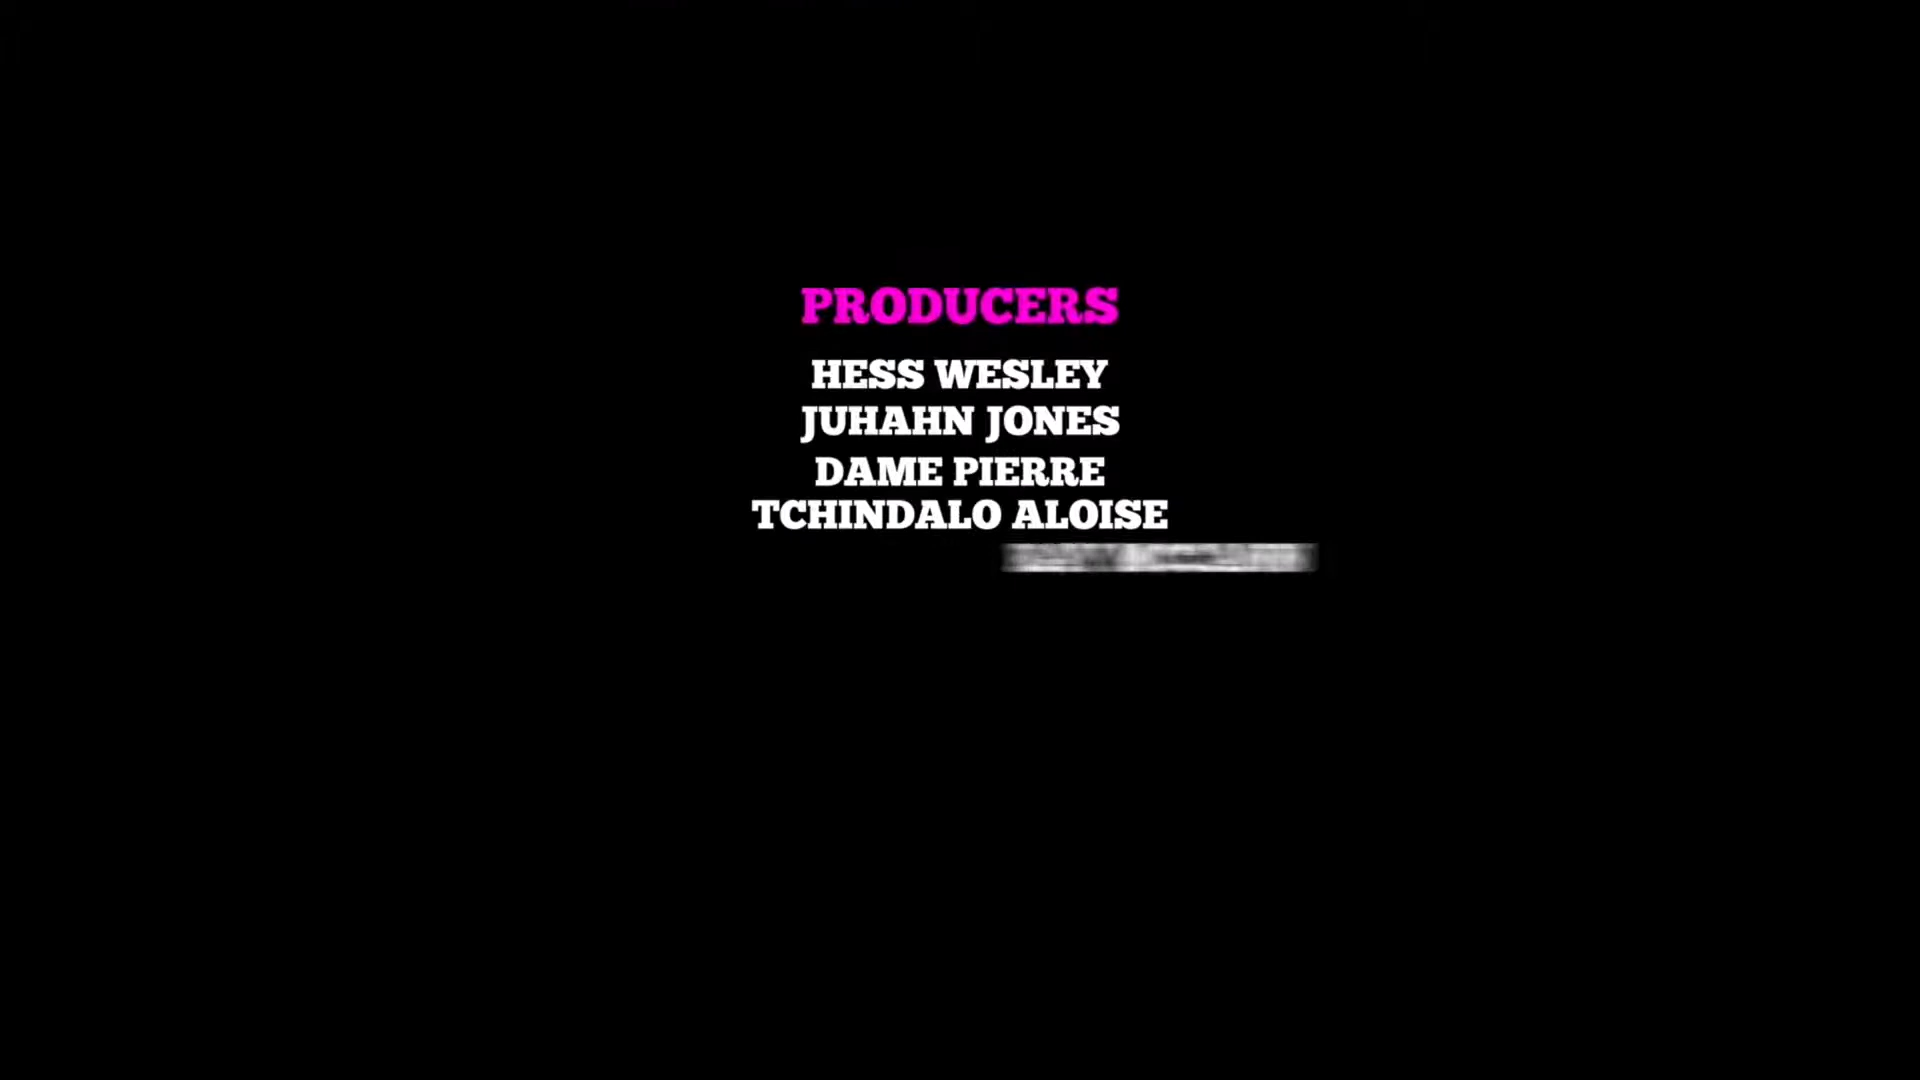 PRODUCERS
HESS WESLEY
JUHAHN JONES
DAME PIERRE
TCHINDALO ALOISE